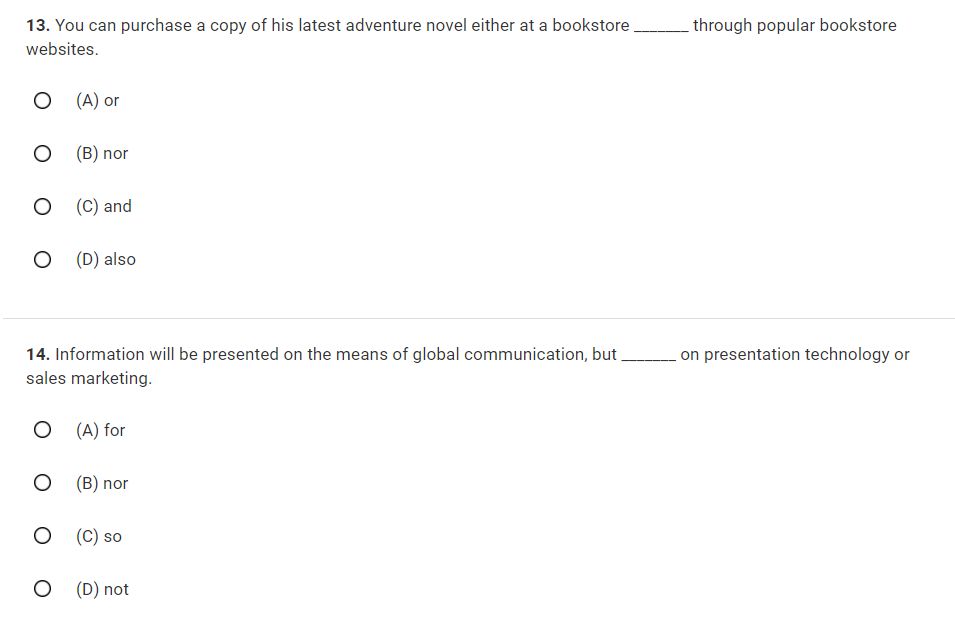 13. You can purchase a copy of his latest adventure novel either at a bookstore _______ through popular bookstore
websites.
(A) or
(B) nor
(C) and
(D) also
14. Information will be presented on the means of global communication, but _______ on presentation technology or
sales marketing.
(A) for
(B) nor
(C) so
(D) not